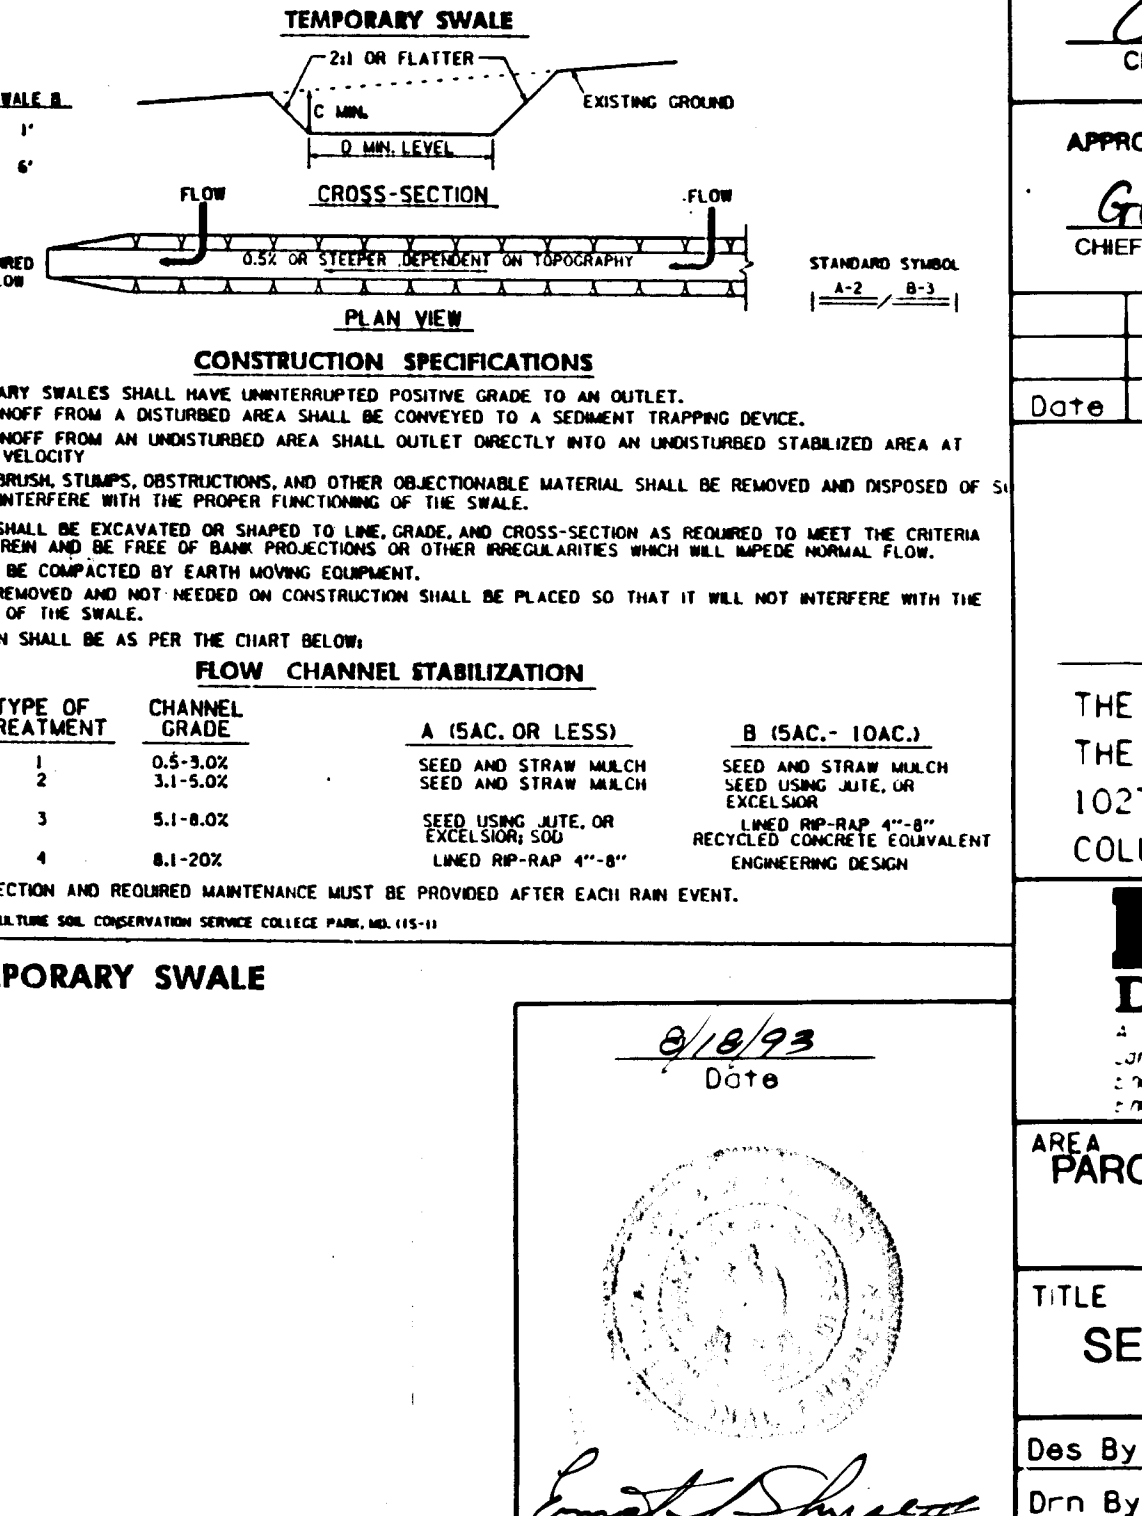 TEMPORARY SWALE
2:1 OR FLATTER
WALE B
1'
6'
C MIN.
EXISTING GROUND
D MIN. LEVEL
CROSS-SECTION
FLOW
FLOW
0.5% OR STEEPER DEPENDENT ON TOPOGRAPHY
STANDARD SYMBOL
A-2 / B-3
PLAN VIEW
CONSTRUCTION SPECIFICATIONS
ARY SWALES SHALL HAVE UNINTERRUPTED POSITIVE GRADE TO AN OUTLET.
NOFF FROM A DISTURBED AREA SHALL BE CONVEYED TO A SEDIMENT TRAPPING DEVICE.
NOFF FROM AN UNDISTURBED AREA SHALL OUTLET DIRECTLY INTO AN UNDISTURBED STABILIZED AREA AT
VELOCITY
BRUSH, STUMPS, OBSTRUCTIONS, AND OTHER OBJECTIONABLE MATERIAL SHALL BE REMOVED AND DISPOSED OF
INTERFERE WITH THE PROPER FUNCTIONING OF THE SWALE.
SHALL BE EXCAVATED OR SHAPED TO LINE, GRADE, AND CROSS-SECTION AS REQUIRED TO MEET THE CRITERIA
REIN AND BE FREE OF BANK PROJECTIONS OR OTHER IRREGULARITIES WHICH WILL IMPEDE NORMAL FLOW.
BE COMPACTED BY EARTH MOVING EQUIPMENT.
REMOVED AND NOT NEEDED ON CONSTRUCTION SHALL BE PLACED SO THAT IT WILL NOT INTERFERE WITH THE
OF THE SWALE.
N SHALL BE AS PER THE CHART BELOW:
FLOW CHANNEL STABILIZATION
TYPE OF CHANNEL
REATMENT GRADE A (5AC. OR LESS) B (5AC.- 10AC.)
1 0.5-3.0% SEED AND STRAW MULCH SEED AND STRAW MULCH
2 3.1-5.0% SEED AND STRAW MULCH SEED USING JUTE, OR
EXCELSIOR
3 5.1-8.0% SEED USING JUTE, OR LINED RIP-RAP 4"-8"
EXCELSIOR; SOD RECYCLED CONCRETE EQUIVALENT
4 8.1-20% LINED RIP-RAP 4"-8" ENGINEERING DESIGN
ECTION AND REQUIRED MAINTENANCE MUST BE PROVIDED AFTER EACH RAIN EVENT.
ULTURE SOIL CONSERVATION SERVICE COLLEGE PARK, MD. (15-1)
PORARY SWALE
8/18/93
Date
APPRO
CHIEF
Date
THE
THE
102
COLU
AREA
PARC
TITLE
SE
Des By
Drn By